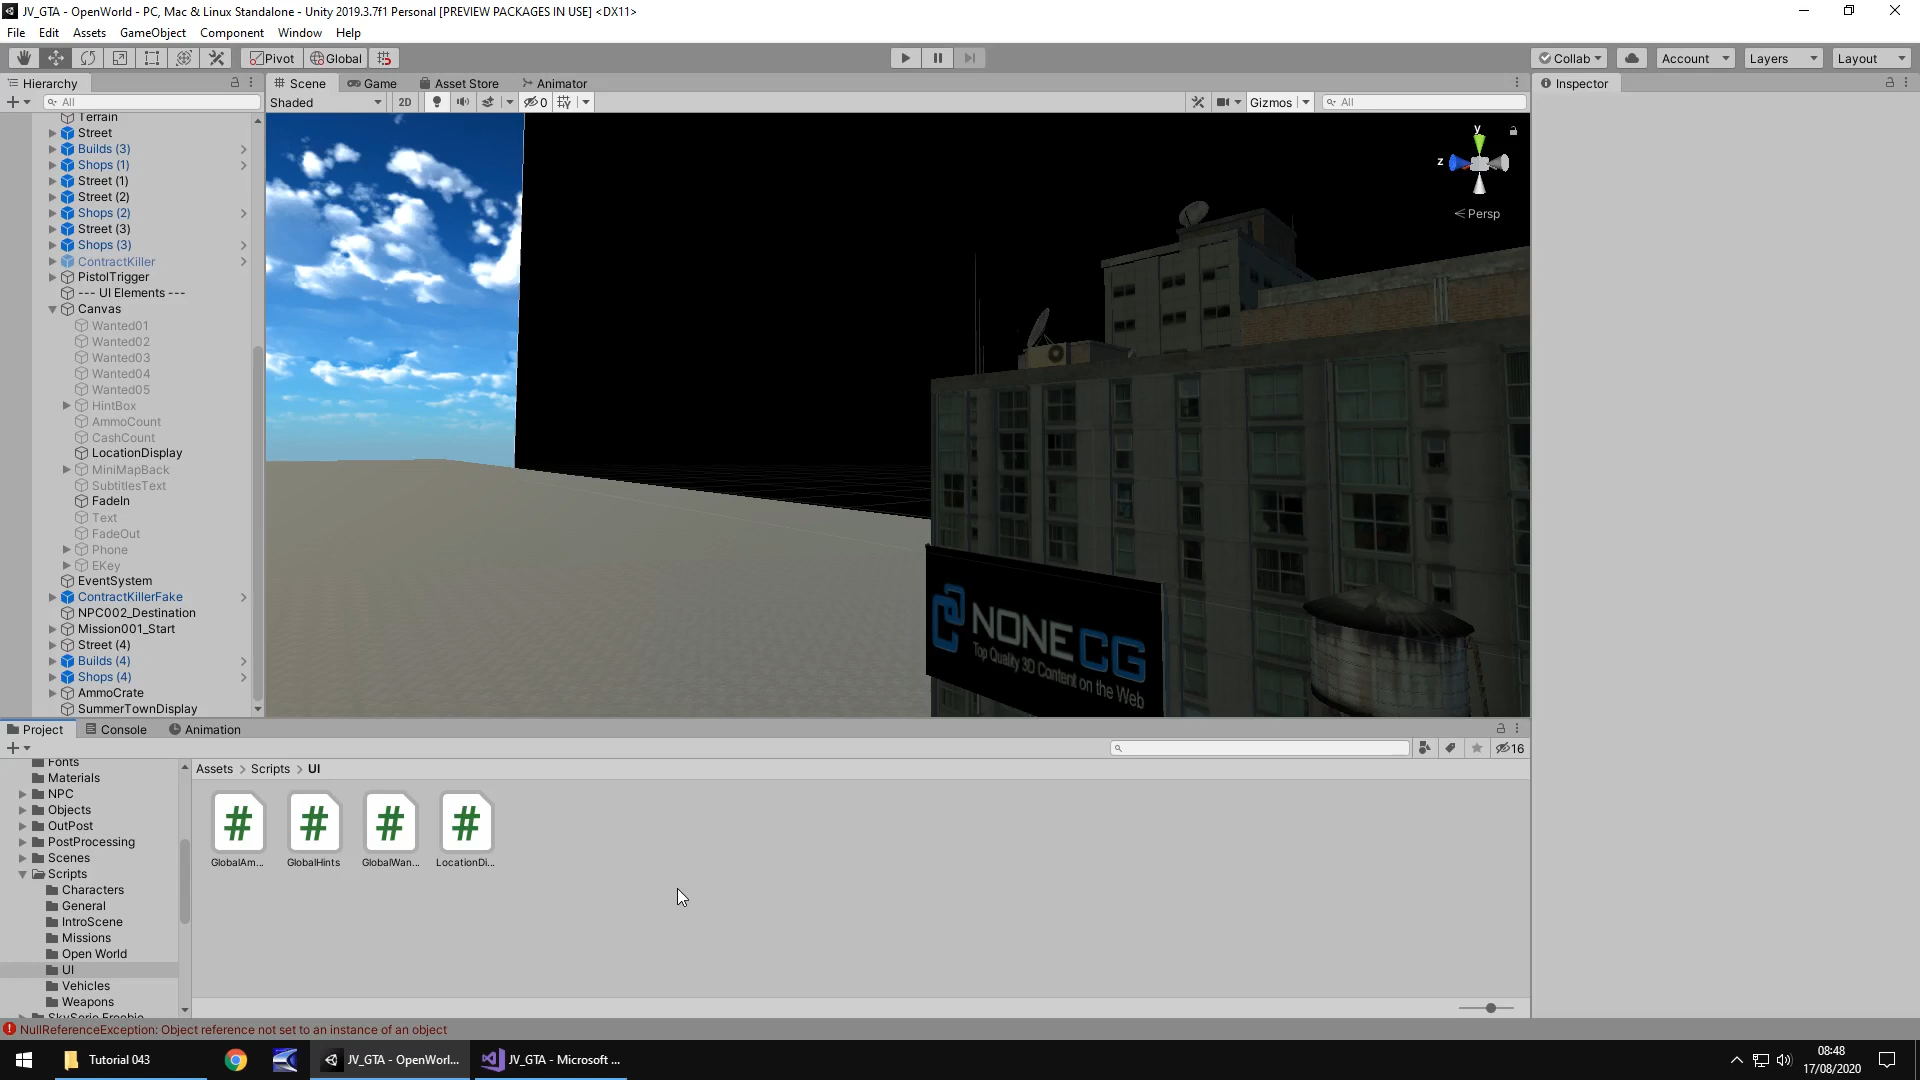 JV_GTA - OpenWorld - PC, Mac & Linux Standalone - Unity 2019.3.7f1 Personal [PREVIEW PACKAGES IN USE] <DX11>
File Edit Assets GameObject Component Window Help
Pivot Global Collab Account Layers Layout
Hierarchy
All
Terrain
Street
Builds (3)
Shops (1)
Street (1)
Street (2)
Shops (2)
Street (3)
Shops (3)
ContractKiller
PistolTrigger
--- UI Elements ---
Canvas
Wanted01
Wanted02
Wanted03
Wanted04
Wanted05
HintBox
AmmoCount
CashCount
LocationDisplay
MiniMapBack
SubtitlesText
FadeIn
Text
FadeOut
Phone
EKey
EventSystem
ContractKillerFake
NPC002_Destination
Mission001_Start
Street (4)
Builds (4)
Shops (4)
AmmoCrate
SummerTownDisplay
Scene Game Asset Store Animator
Shaded 2D 0 Gizmos All
y
z
Persp
NONECG
Top Quality 3D Content on the Web
Inspector
Project Console Animation
16
Fonts
Materials
NPC
Objects
OutPost
PostProcessing
Scenes
Scripts
Characters
General
IntroScene
Missions
Open World
UI
Vehicles
Weapons
SkySerie Freebie
Assets > Scripts > UI
# # # #
GlobalAm... GlobalHints GlobalWan... LocationDi...
NullReferenceException: Object reference not set to an instance of an object
Tutorial 043
JV_GTA - OpenWorl...
JV_GTA - Microsoft ...
08:48
17/08/2020